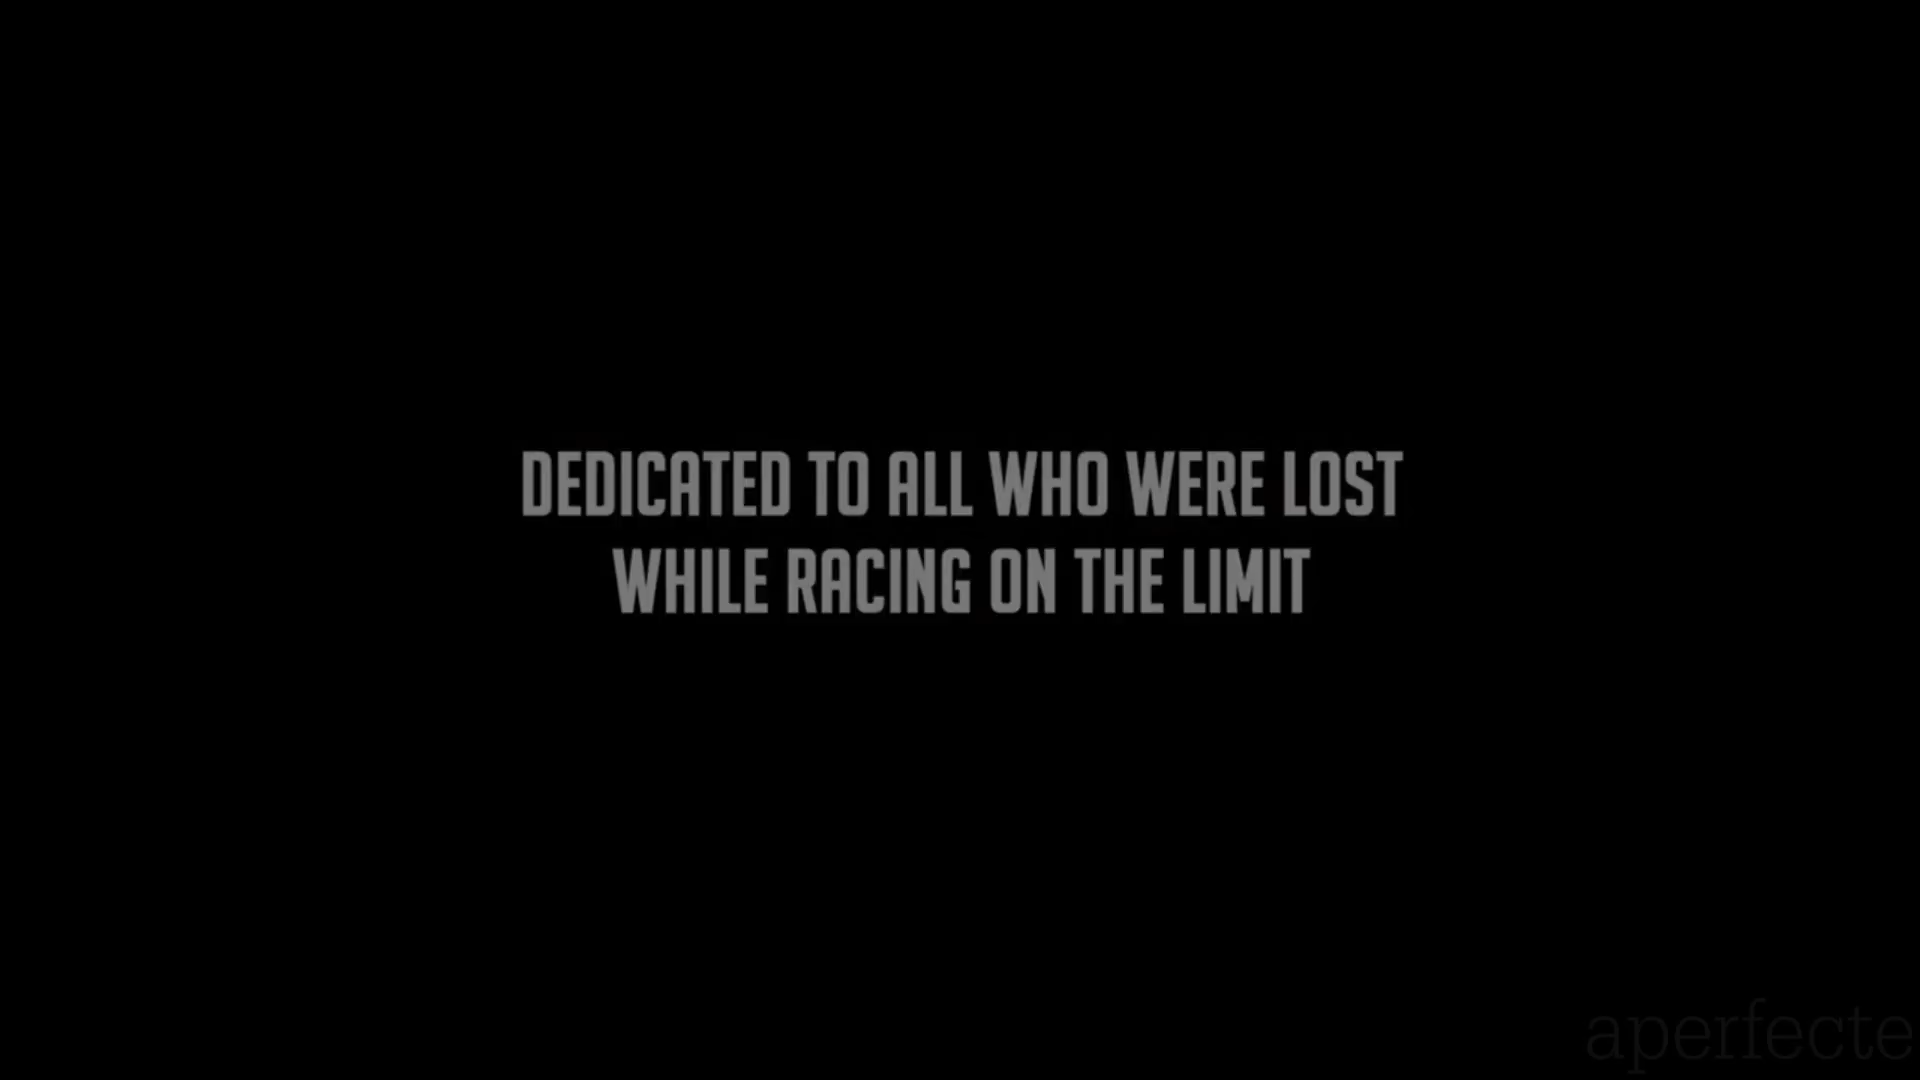 DEDICATED TO ALL WHO WERE LOST
WHILE RACING ON THE LIMIT
aperfecte